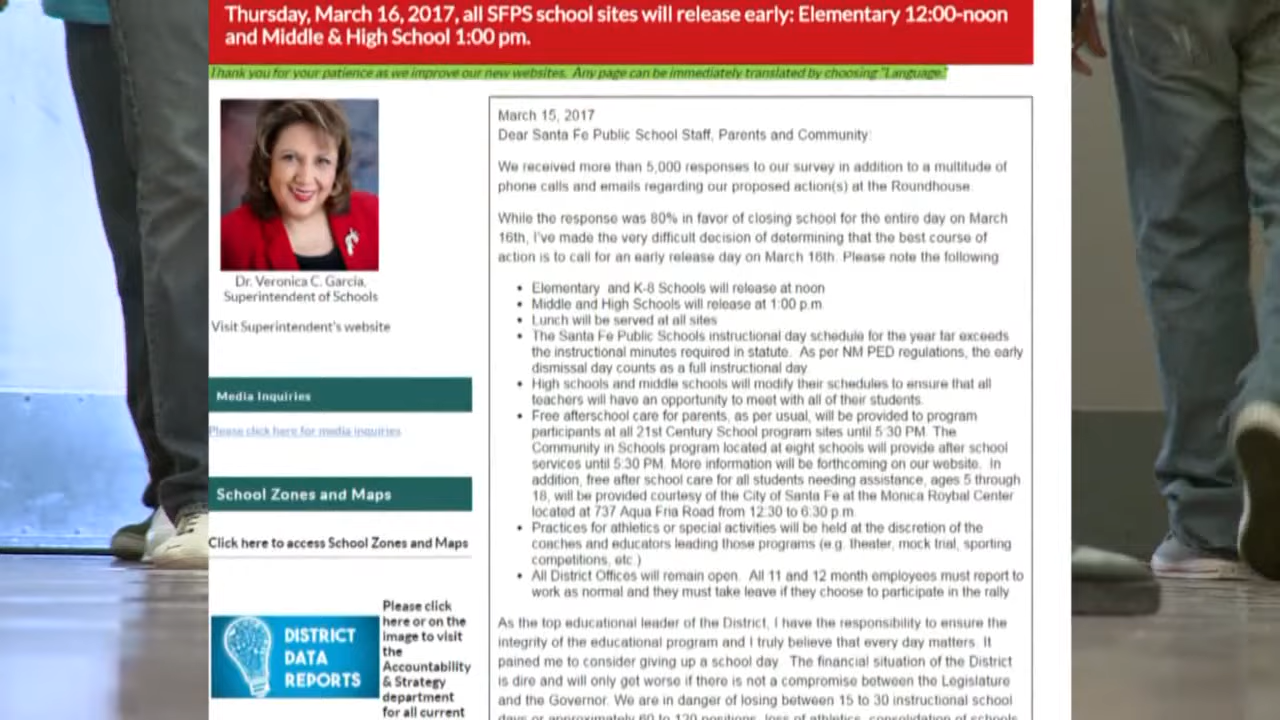 Thursday, March 16, 2017, all SFPS school sites will release early: Elementary 12:00-noon
and Middle & High School 1:00 pm.
Thank you for your patience as we improve our new websites. Any page can be immediately translated by choosing "Language."
Dr. Veronica C. Garcia,
Superintendent of Schools
Visit Superintendent's website
Media Inquiries
Please click here for media inquiries
School Zones and Maps
Click here to access School Zones and Maps
DISTRICT
DATA
REPORTS
Please click
here or on the
image to visit
the
Accountability
& Strategy
department
for all current
March 15, 2017
Dear Santa Fe Public School Staff, Parents and Community:
We received more than 5,000 responses to our survey in addition to a multitude of
phone calls and emails regarding our proposed action(s) at the Roundhouse.
While the response was 80% in favor of closing school for the entire day on March
16th, I've made the very difficult decision of determining that the best course of
action is to call for an early release day on March 16th. Please note the following
• Elementary and K-8 Schools will release at noon
• Middle and High Schools will release at 1:00 p.m.
• Lunch will be served at all sites
• The Santa Fe Public Schools instructional day schedule for the year far exceeds
the instructional minutes required in statute. As per NM PED regulations, the early
dismissal day counts as a full instructional day.
• High schools and middle schools will modify their schedules to ensure that all
teachers will have an opportunity to meet with all of their students.
• Free afterschool care for parents, as per usual, will be provided to program
participants at all 21st Century School program sites until 5:30 PM. The
Community in Schools program located at eight schools will provide after school
services until 5:30 PM. More information will be forthcoming on our website. In
addition, free after school care for all students needing assistance, ages 5 through
18, will be provided courtesy of the City of Santa Fe at the Monica Roybal Center
located at 737 Aqua Fria Road from 12:30 to 6:30 p.m.
• Practices for athletics or special activities will be held at the discretion of the
coaches and educators leading those programs (e.g. theater, mock trial, sporting
competitions, etc.)
• All District Offices will remain open. All 11 and 12 month employees must report to
work as normal and they must take leave if they choose to participate in the rally
As the top educational leader of the District, I have the responsibility to ensure the
integrity of the educational program and I truly believe that every day matters. It
pained me to consider giving up a school day. The financial situation of the District
is dire and will only get worse if there is not a compromise between the Legislature
and the Governor. We are in danger of losing between 15 to 30 instructional school
days or approximately 60 to 120 positions, loss of athletics, consolidation of schools